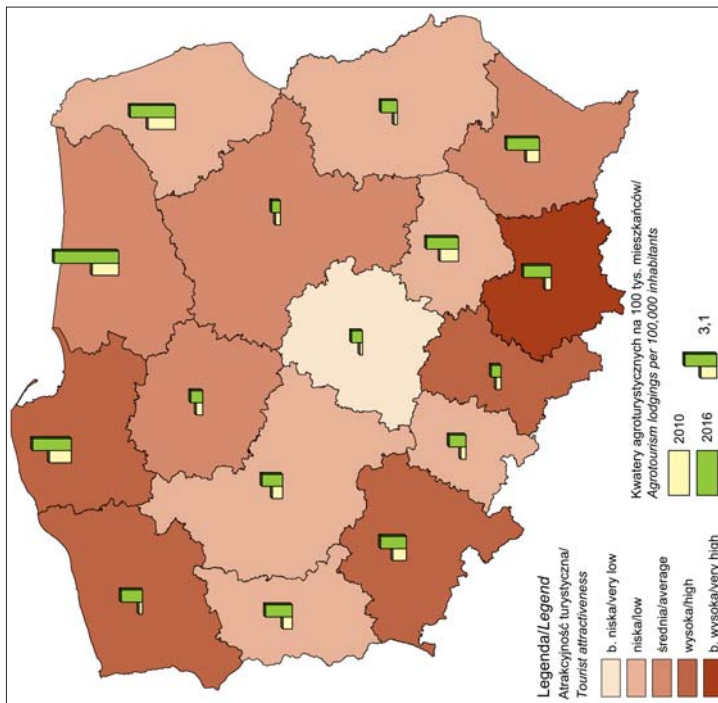 Legenda/Legend
Atrakcyjność turystyczna/
Tourist attractiveness
b. niska/very low
niska/low
średnia/average
wysoka/high
b. wysoka/very high
Kwatery agroturystycznych na 100 tys. mieszkańców/
Agrotourism lodgings per 100,000 inhabitants
2010
2016
3,1